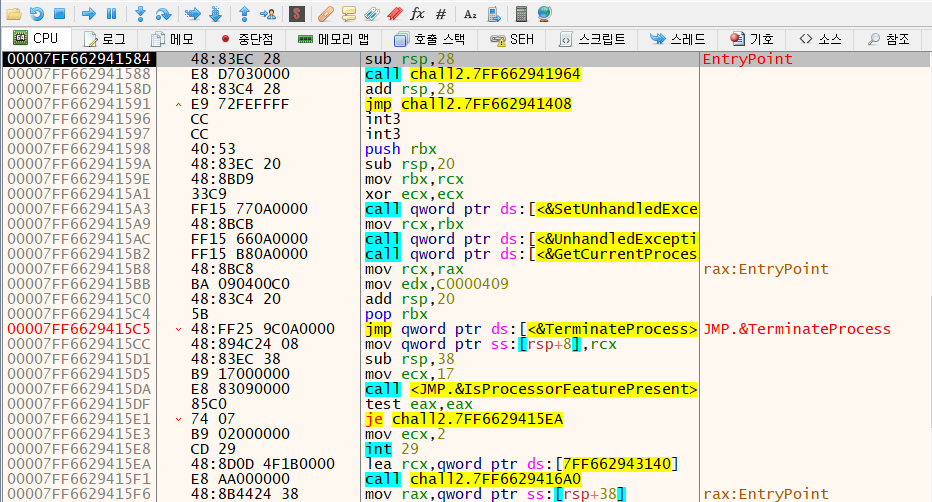 CPU 로그 메모 중단점 메모리 맵 호출 스택 SEH 스크립트 스레드 기호 소스 참조
00007FF662941584 48:83EC 28 sub rsp,28 EntryPoint
00007FF662941588 E8 D7030000 call chall2.7FF662941964
00007FF66294158D 48:83C4 28 add rsp,28
00007FF662941591 E9 72FEFFFF jmp chall2.7FF662941408
00007FF662941596 CC int3
00007FF662941597 CC int3
00007FF662941598 40:53 push rbx
00007FF66294159A 48:83EC 20 sub rsp,20
00007FF66294159E 48:8BD9 mov rbx,rcx
00007FF6629415A1 33C9 xor ecx,ecx
00007FF6629415A3 FF15 770A0000 call qword ptr ds:[<&SetUnhandledExce
00007FF6629415A9 48:8BCB mov rcx,rbx
00007FF6629415AC FF15 660A0000 call qword ptr ds:[<&UnhandledExcepti
00007FF6629415B2 FF15 B80A0000 call qword ptr ds:[<&GetCurrentProces
00007FF6629415B8 48:8BC8 mov rcx,rax rax:EntryPoint
00007FF6629415BB BA 090400C0 mov edx,C0000409
00007FF6629415C0 48:83C4 20 add rsp,20
00007FF6629415C4 5B pop rbx
00007FF6629415C5 48:FF25 9C0A0000 jmp qword ptr ds:[<&TerminateProcess> JMP.&TerminateProcess
00007FF6629415CC 48:894C24 08 mov qword ptr ss:[rsp+8],rcx
00007FF6629415D1 48:83EC 38 sub rsp,38
00007FF6629415D5 B9 17000000 mov ecx,17
00007FF6629415DA E8 83090000 call <JMP.&IsProcessorFeaturePresent>
00007FF6629415DF 85C0 test eax,eax
00007FF6629415E1 74 07 je chall2.7FF6629415EA
00007FF6629415E3 B9 02000000 mov ecx,2
00007FF6629415E8 CD 29 int 29
00007FF6629415EA 48:8D0D 4F1B0000 lea rcx,qword ptr ds:[7FF662943140]
00007FF6629415F1 E8 AA000000 call chall2.7FF6629416A0
00007FF6629415F6 48:8B4424 38 mov rax,qword ptr ss:[rsp+38] rax:EntryPoint